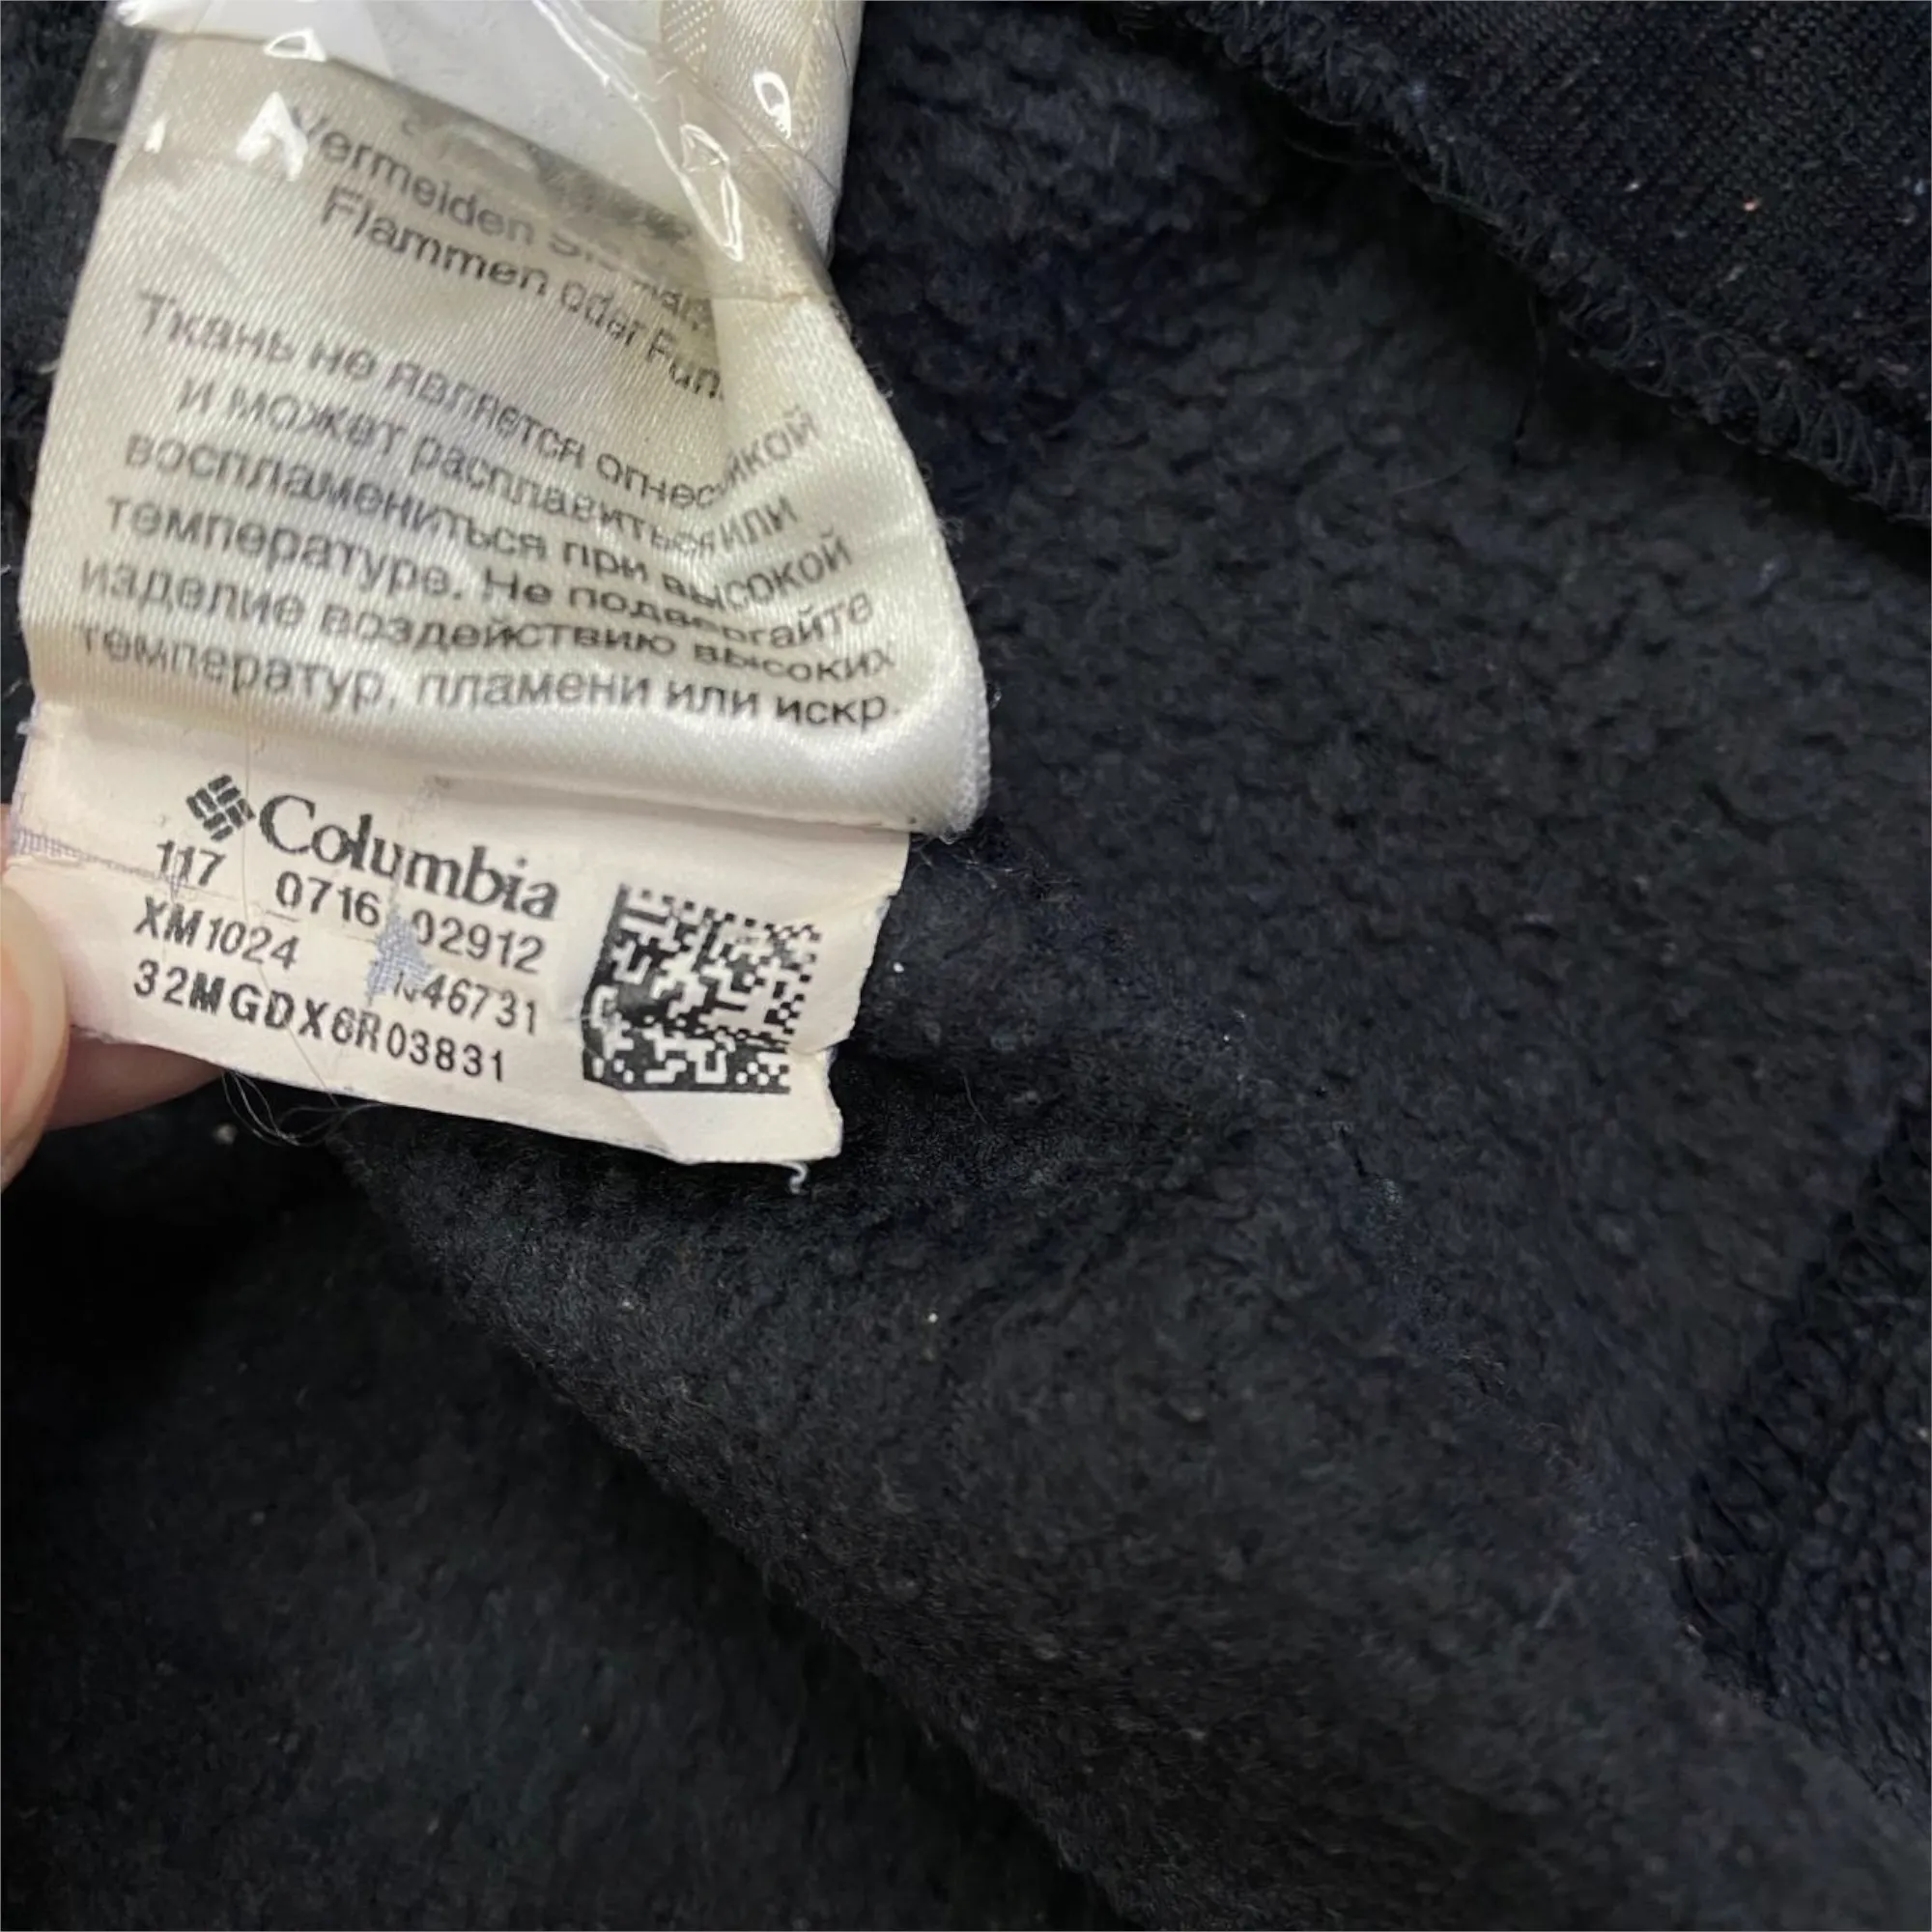 Vermeiden
Flammen oder Fun
Ткань не является огнестойкой
и может расплавиться или
воспламениться при высокой
температуре. Не подвергайте
изделие воздействию высоких
температур, пламени или искр.
Columbia
117 0716 02912
XM1024 46731
32MGDX6R03831